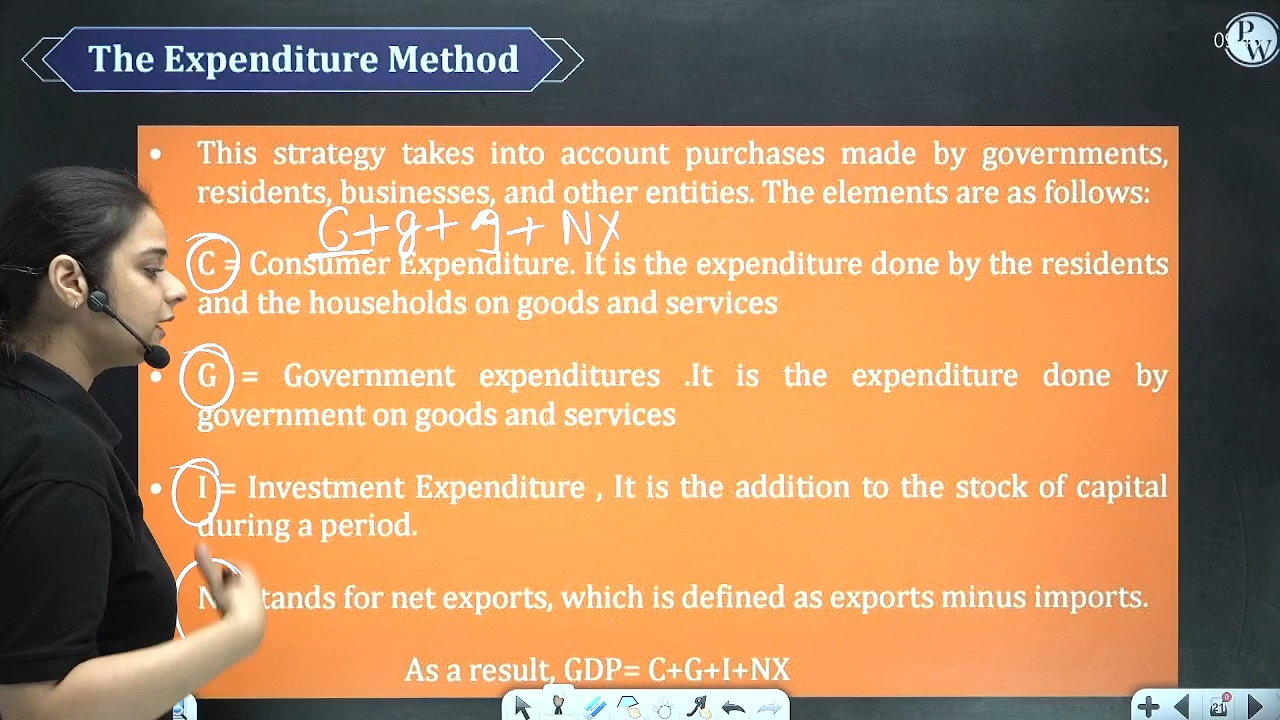 The Expenditure Method
PW
• This strategy takes into account purchases made by governments,
residents, businesses, and other entities. The elements are as follows:
C+g+g+NX
C = Consumer Expenditure. It is the expenditure done by the residents
and the households on goods and services
• G = Government expenditures .It is the expenditure done by
government on goods and services
• I = Investment Expenditure , It is the addition to the stock of capital
during a period.
stands for net exports, which is defined as exports minus imports.
As a result, GDP= C+G+I+NX
21